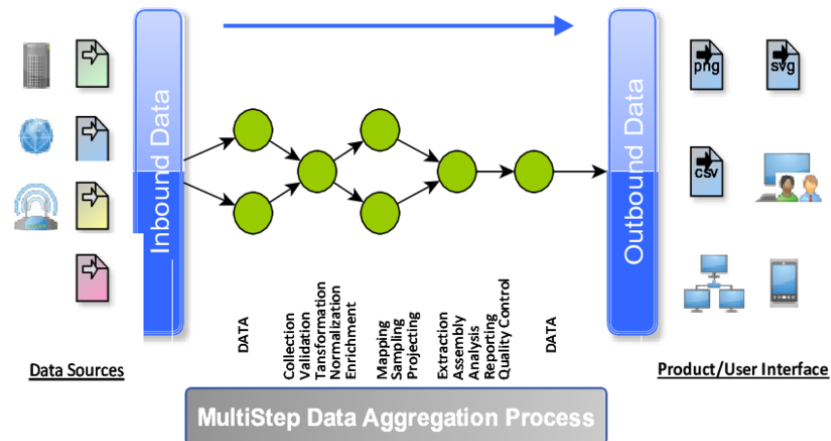 Inbound Data
Outbound Data
png
svg
csv
DATA
Collection
Validation
Tansformation
Normalization
Enrichment
Mapping
Sampling
Projecting
Extraction
Assembly
Analysis
Reporting
Quality Control
DATA
Data Sources
Product/User Interface
MultiStep Data Aggregation Process